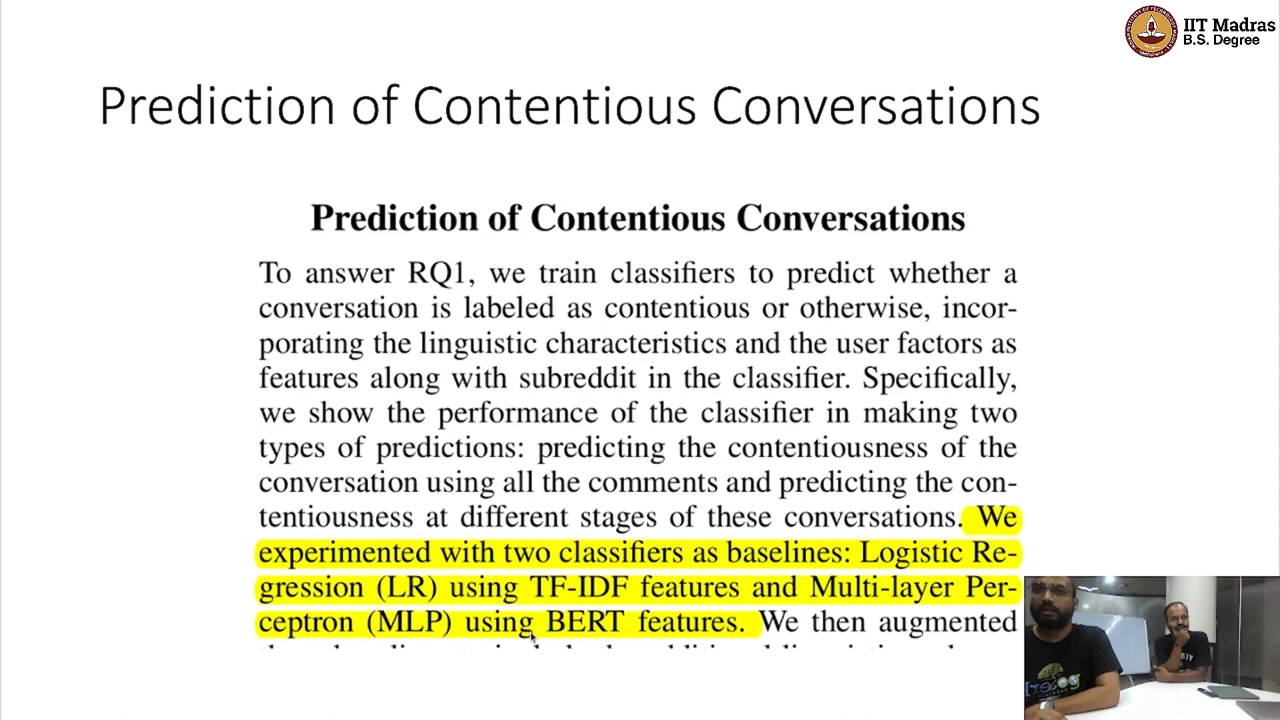 IIT Madras
B.S. Degree
Prediction of Contentious Conversations
Prediction of Contentious Conversations
To answer RQ1, we train classifiers to predict whether a
conversation is labeled as contentious or otherwise, incor-
porating the linguistic characteristics and the user factors as
features along with subreddit in the classifier. Specifically,
we show the performance of the classifier in making two
types of predictions: predicting the contentiousness of the
conversation using all the comments and predicting the con-
tentiousness at different stages of these conversations. We
experimented with two classifiers as baselines: Logistic Re-
gression (LR) using TF-IDF features and Multi-layer Per-
ceptron (MLP) using BERT features. We then augmented